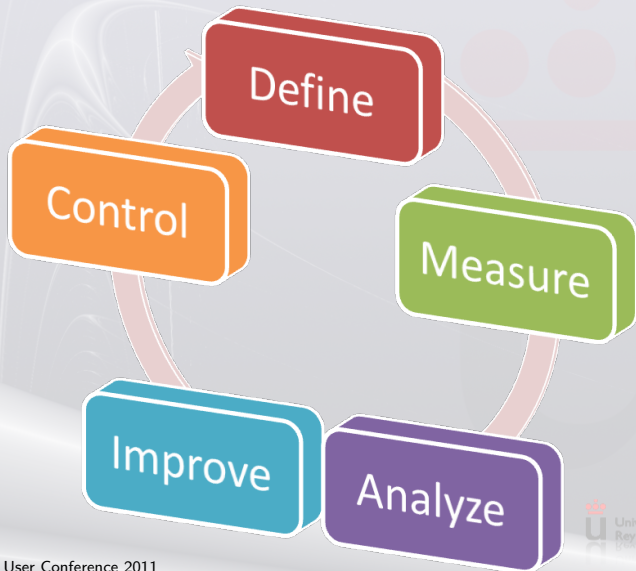 Define
Control
Measure
Improve
Analyze
User Conference 2011